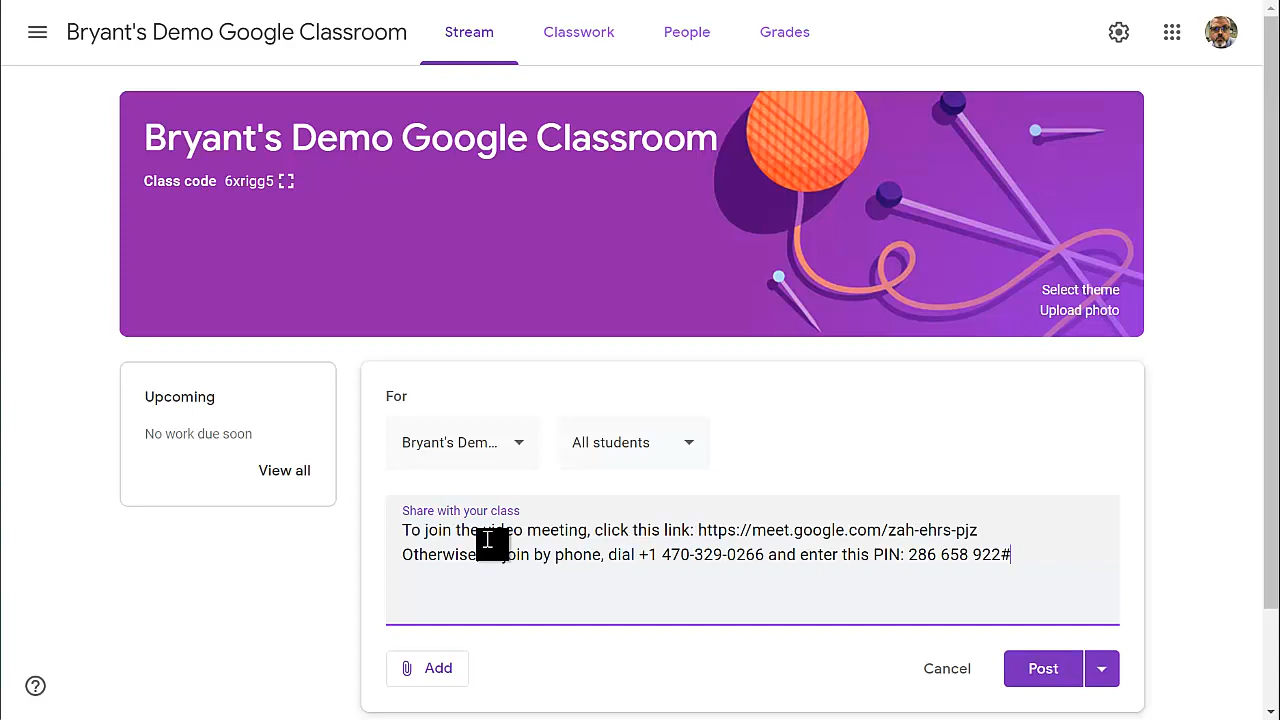 Bryant's Demo Google Classroom
Stream
Classwork
People
Grades
Bryant's Demo Google Classroom
Class code 6xrigg5
Select theme
Upload photo
Upcoming
No work due soon
View all
For
Bryant's Dem...
All students
Share with your class
To join the video meeting, click this link: https://meet.google.com/zah-ehrs-pjz
Otherwise, join by phone, dial +1 470-329-0266 and enter this PIN: 286 658 922#
Add
Cancel
Post